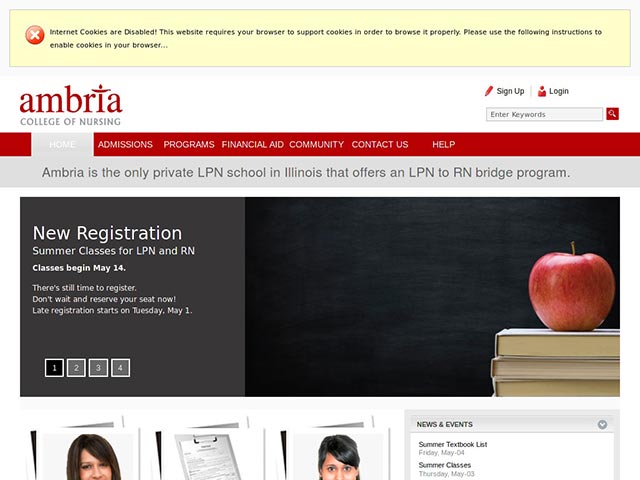 Internet Cookies are Disabled! This website requires your browser to support cookies in order to browse it properly. Please use the following instructions to
enable cookies in your browser...
ambria
COLLEGE OF NURSING
Sign Up
Login
Enter Keywords
HOME
ADMISSIONS
PROGRAMS
FINANCIAL AID
COMMUNITY
CONTACT US
HELP
Ambria is the only private LPN school in Illinois that offers an LPN to RN bridge program.
New Registration
Summer Classes for LPN and RN
Classes begin May 14.
There's still time to register.
Don't wait and reserve your seat now!
Late registration starts on Tuesday, May 1.
1 2 3 4
NEWS & EVENTS
Summer Textbook List
Friday, May-04
Summer Classes
Thursday, May-03